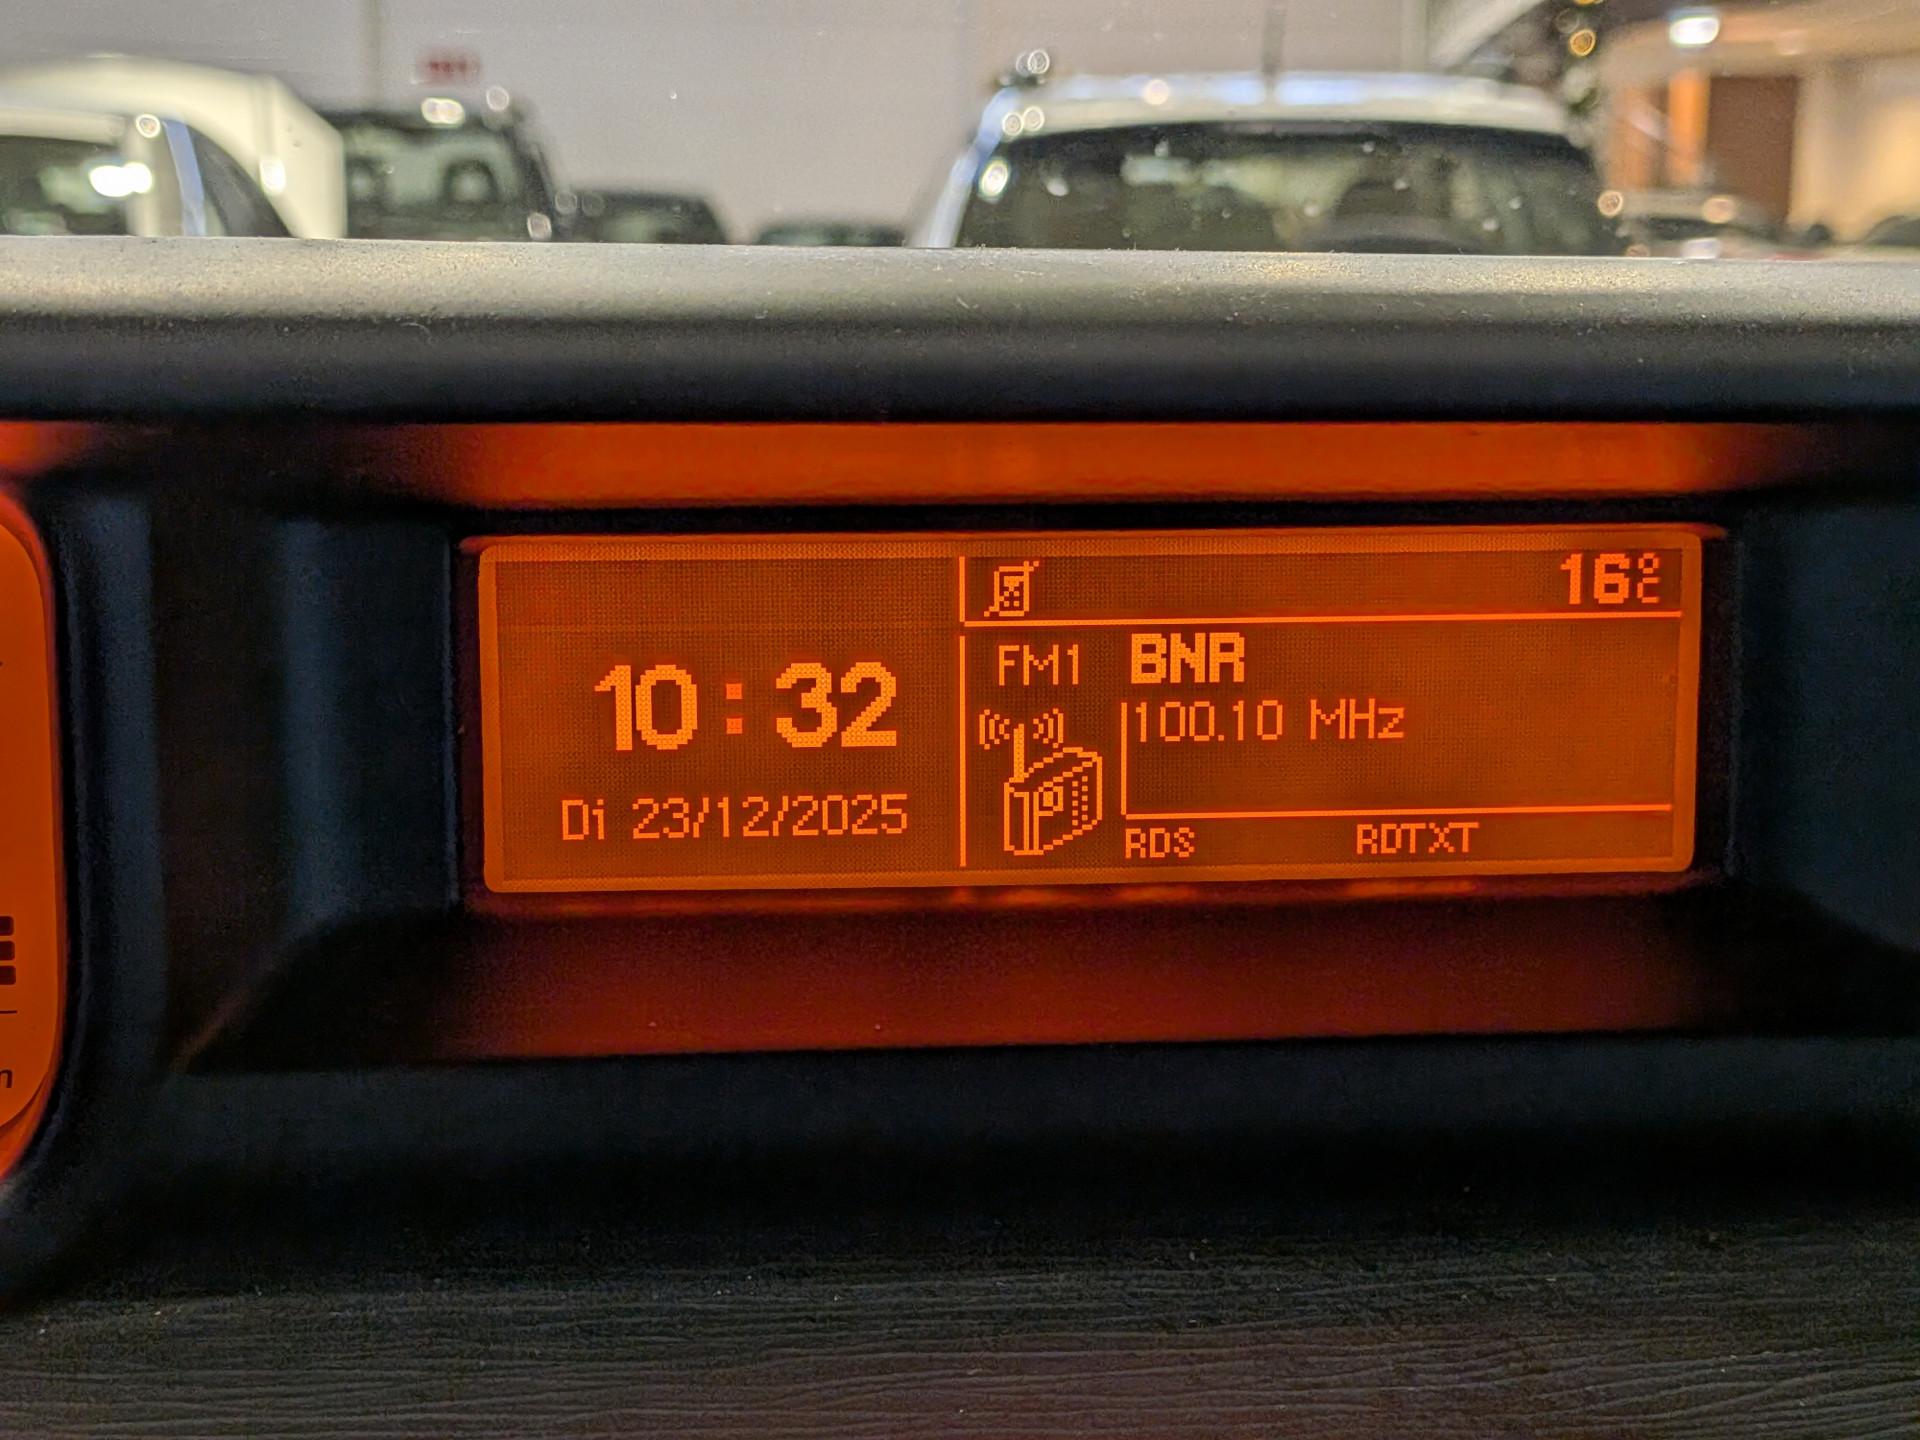 16°C
10:32
Di 23/12/2025
FM1 BNR
100.10 MHz
RDS RDTXT